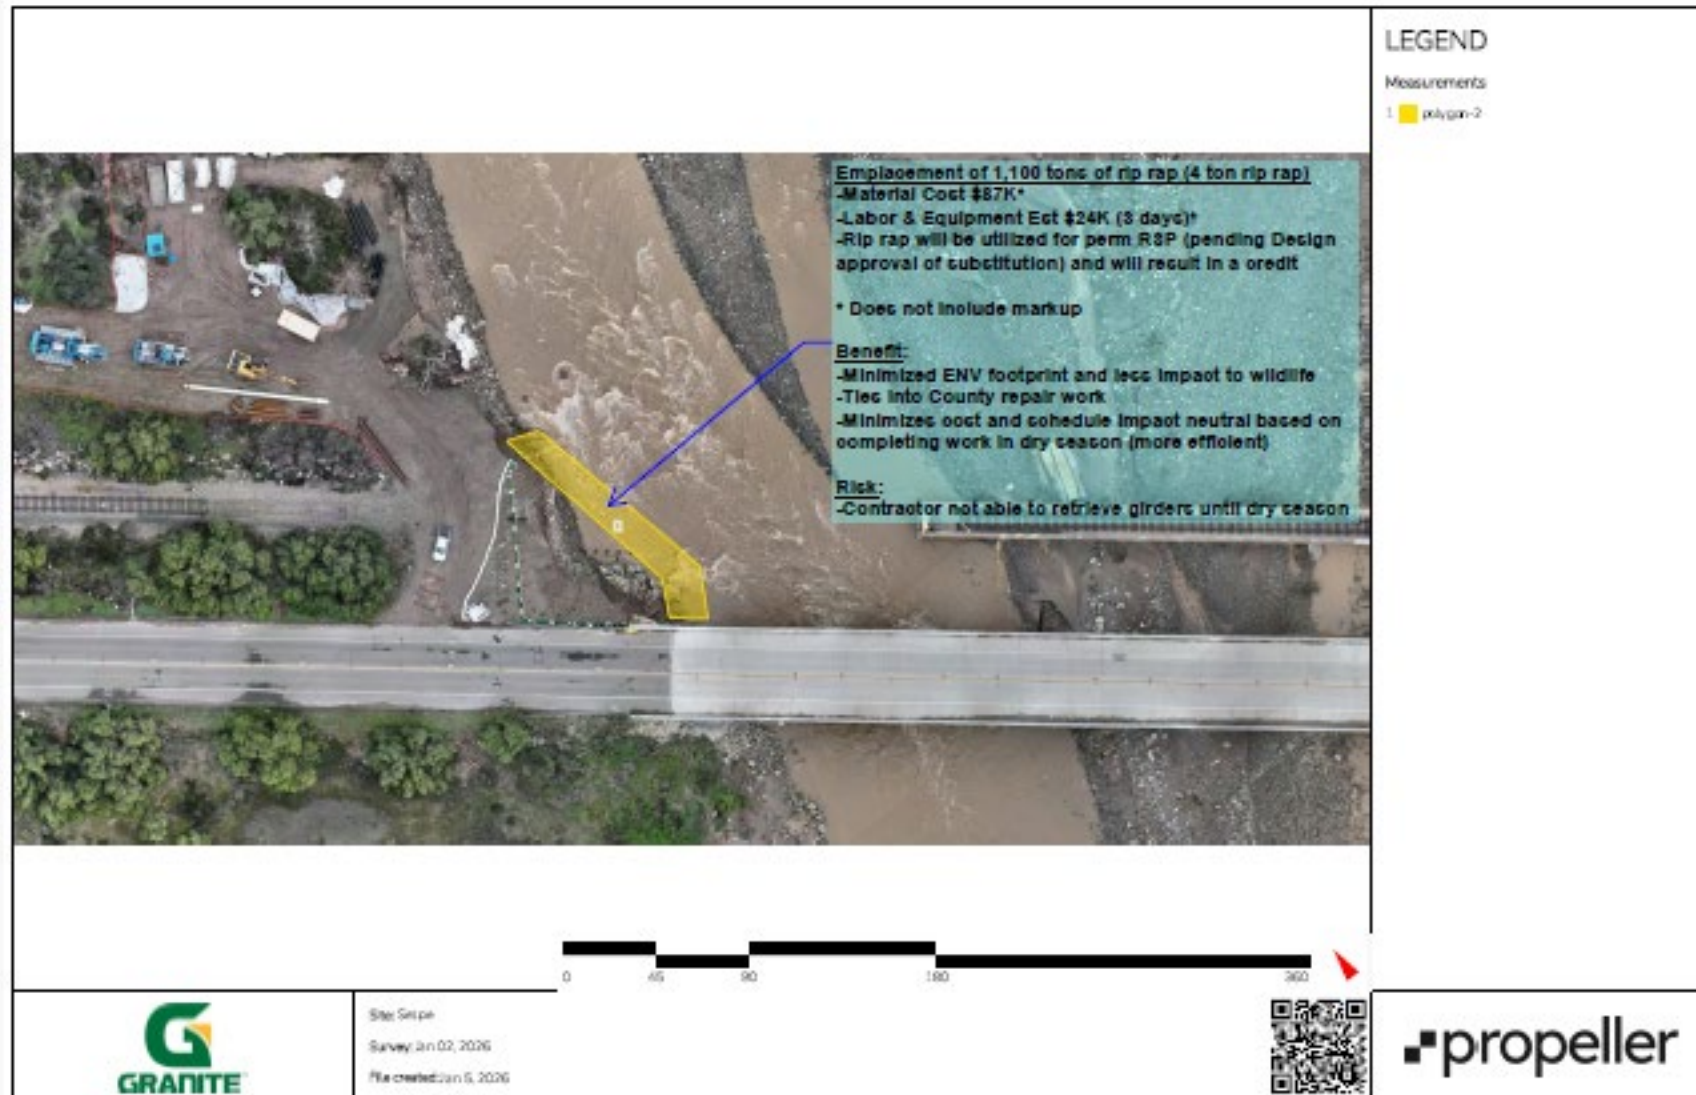 LEGEND
Measurements
1 polygon-2
Emplacement of 1,100 tons of rip rap (4 ton rip rap)
-Material Cost $87K*
-Labor & Equipment Est $24K (3 days)*
-Rip rap will be utilized for perm RSP (pending Design
approval of substitution) and will result in a credit
* Does not include markup
Benefit:
-Minimized ENV footprint and less impact to wildlife
-Ties into County repair work
-Minimizes cost and schedule impact neutral based on
completing work in dry season (more efficient)
Risk:
-Contractor not able to retrieve girders until dry season
0 45 90 180 360
GRANITE
Site: Sespe
Survey: Jan 02, 2026
File created: Jan 5, 2026
propeller